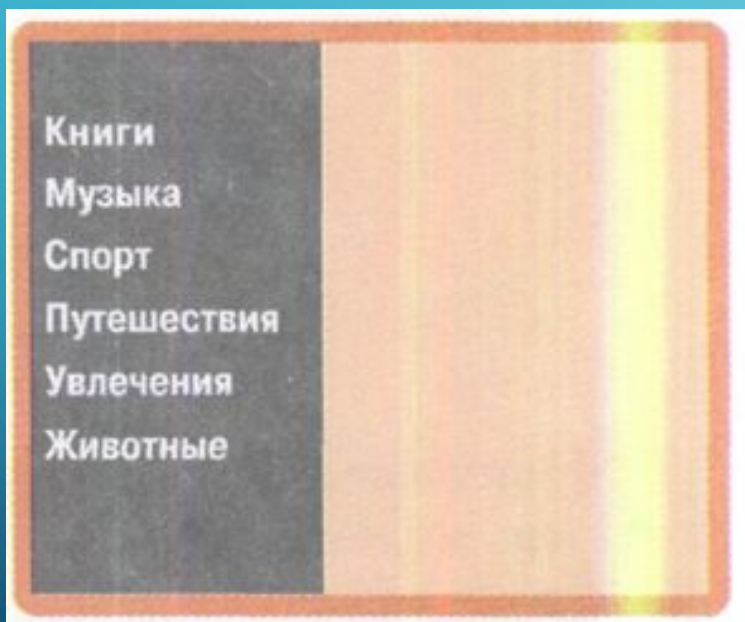 Книги
Музыка
Спорт
Путешествия
Увлечения
Животные